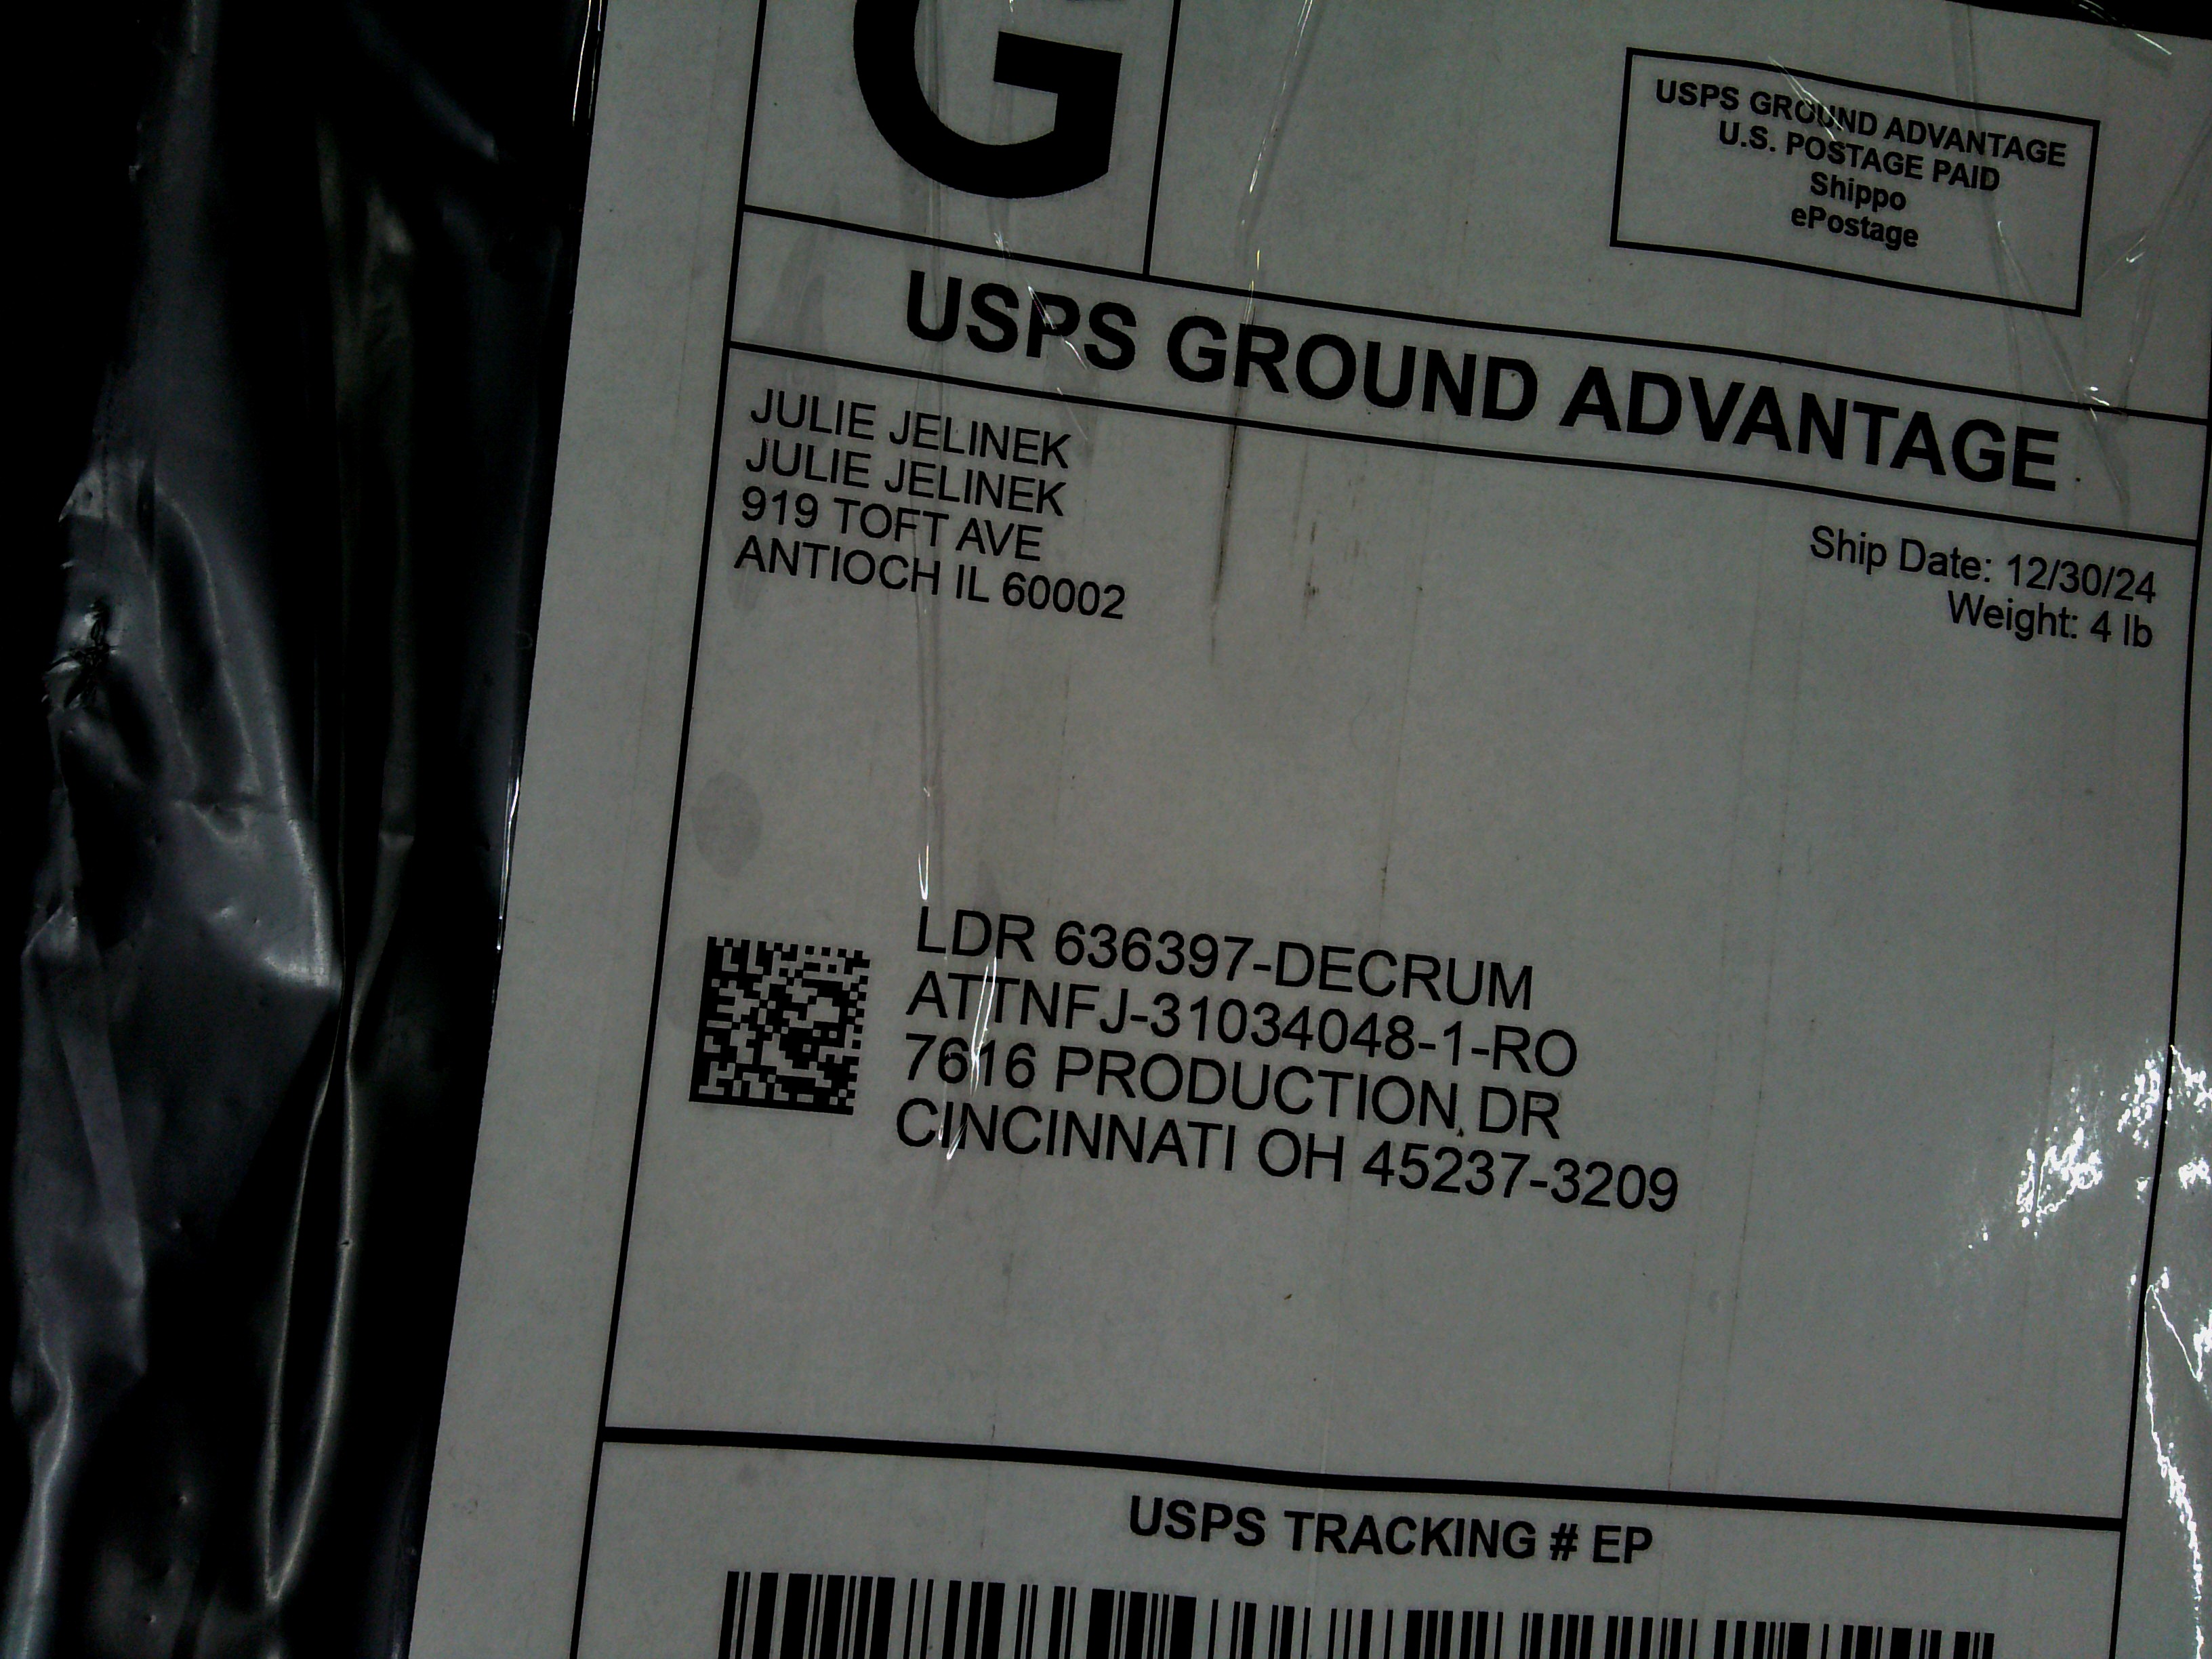 G
USPS GROUND ADVANTAGE
U.S. POSTAGE PAID
Shippo
ePostage
USPS GROUND ADVANTAGE
JULIE JELINEK
JULIE JELINEK
919 TOFT AVE
ANTIOCH IL 60002
Ship Date: 12/30/24
Weight: 4 lb
LDR 636397-DECRUM
ATTNFJ-31034048-1-RO
7616 PRODUCTION DR
CINCINNATI OH 45237-3209
USPS TRACKING # EP